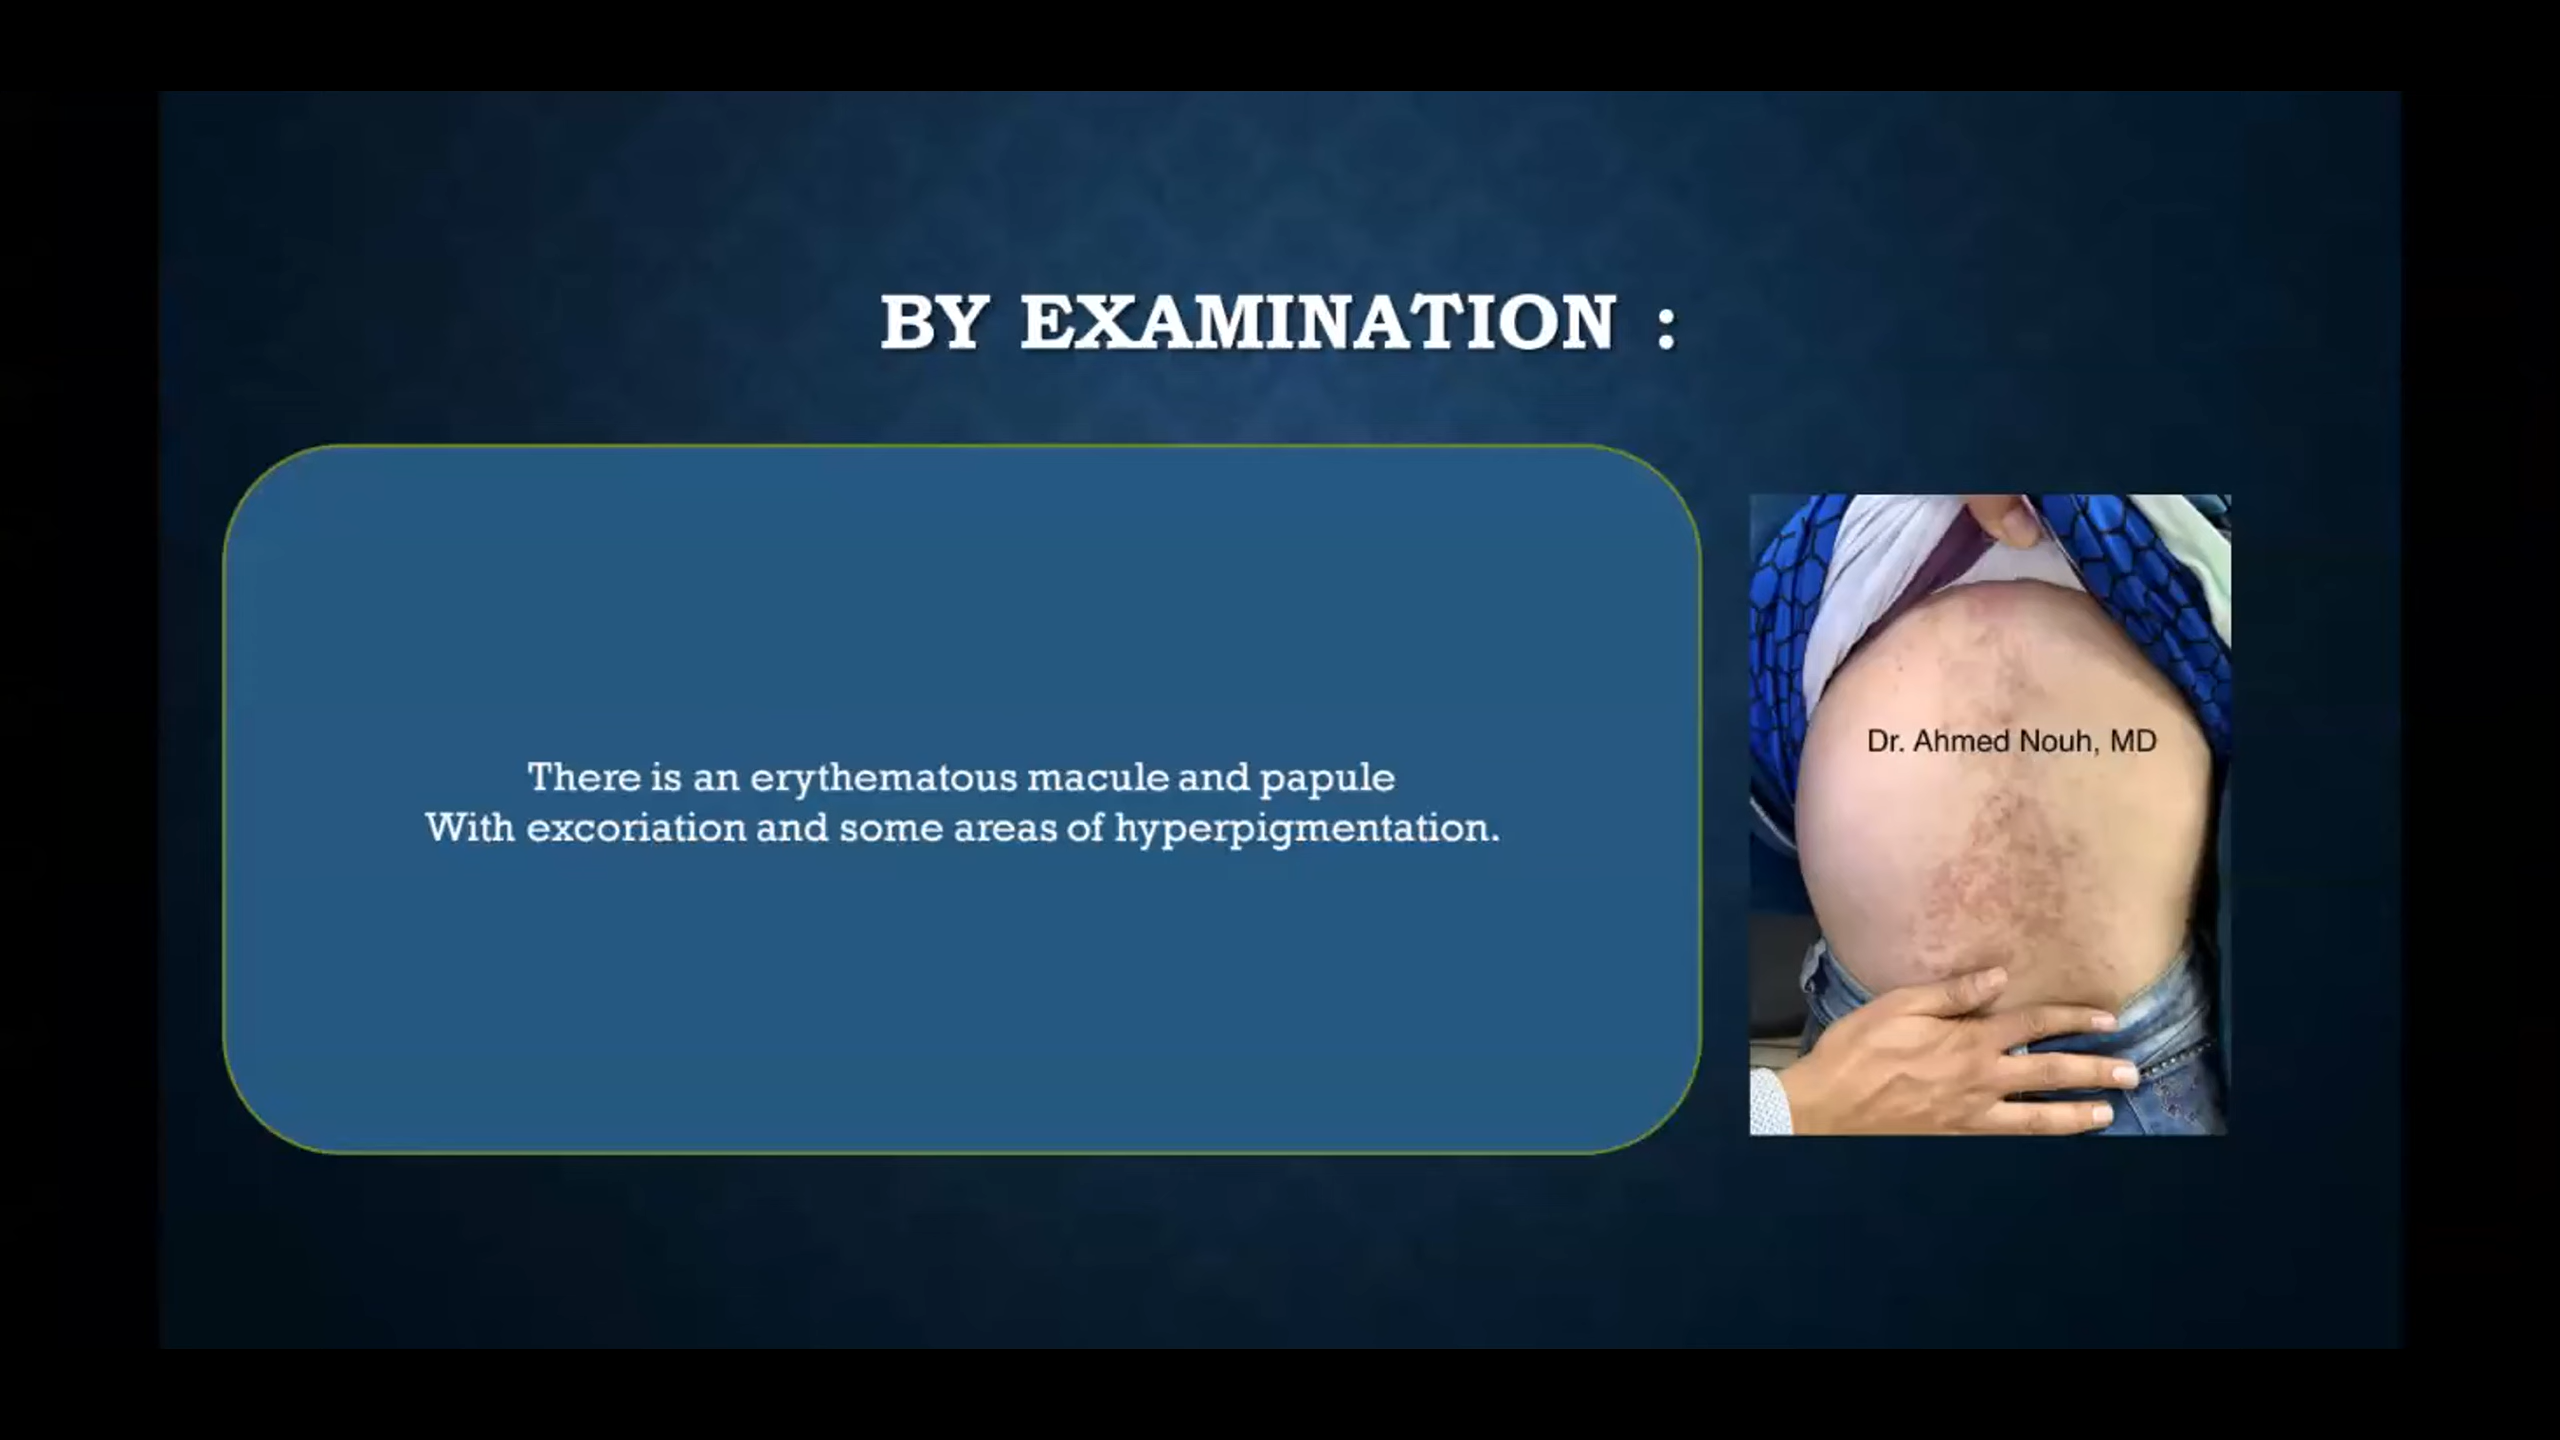 BY EXAMINATION :
There is an erythematous macule and papule
With excoriation and some areas of hyperpigmentation.
Dr. Ahmed Nouh, MD